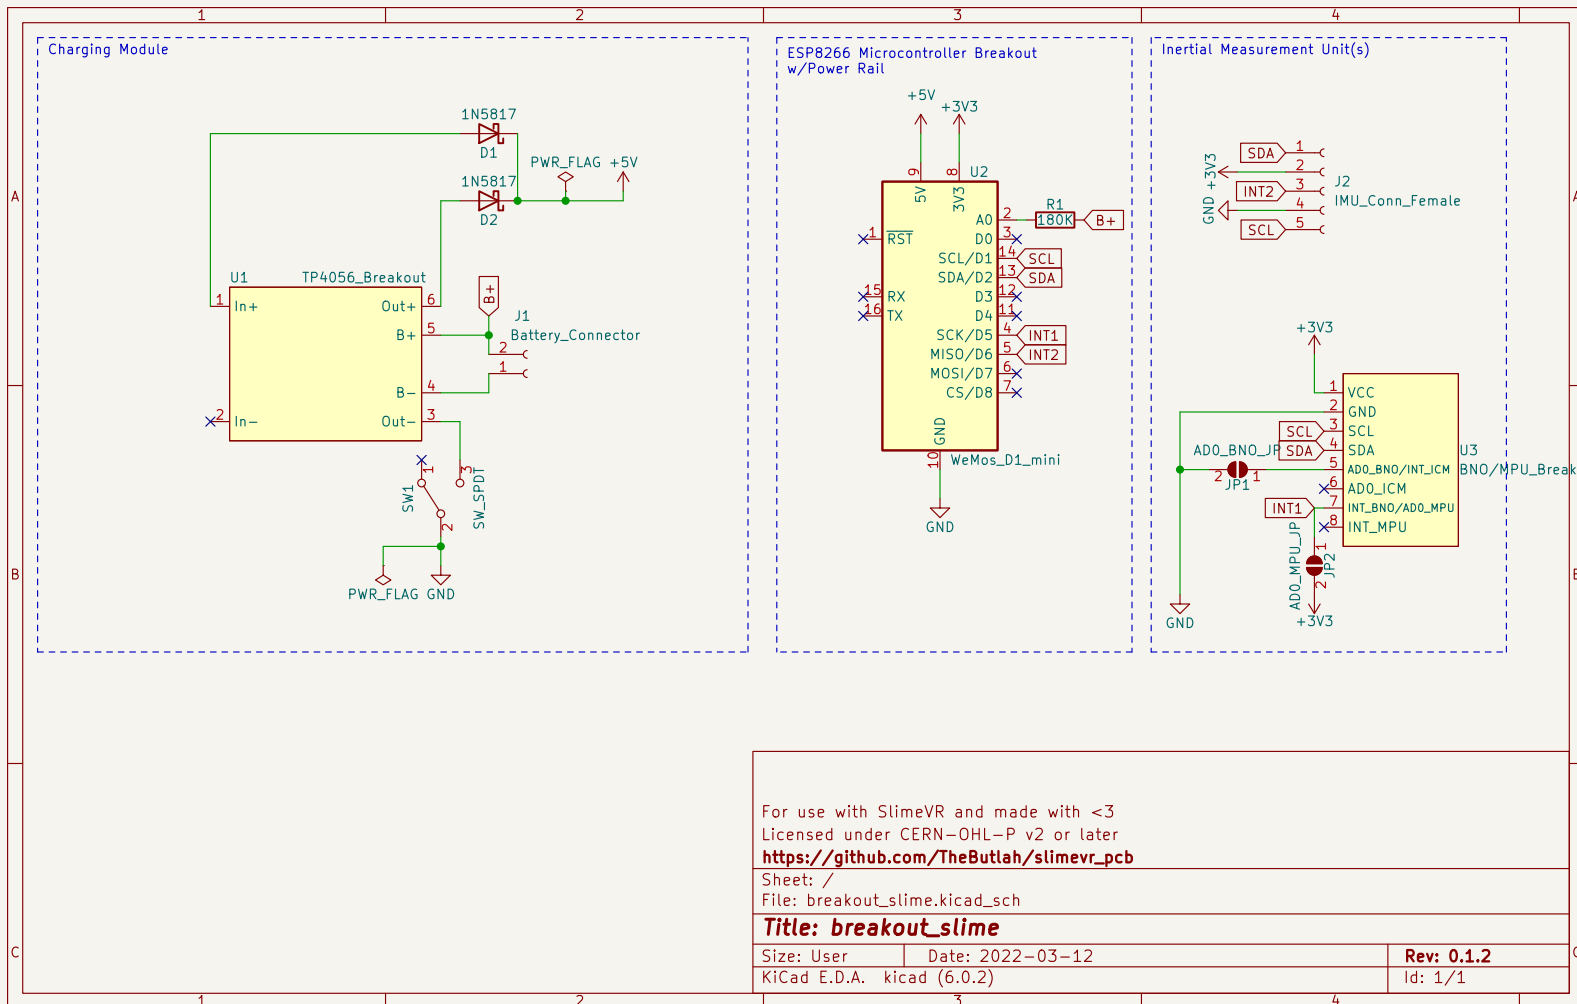 1 2 3 4
A
B
C
Charging Module
1N5817
D1
PWR_FLAG +5V
1N5817
D2
U1 TP4056_Breakout
1 In+
2 In-
Out+ 6
B+ 5
B- 4
Out- 3
B+
J1
Battery_Connector
2
1
SW1
1
3
2
SW_SPDT
PWR_FLAG GND
ESP8266 Microcontroller Breakout
w/Power Rail
+5V
+3V3
9
8
U2
5V
3V3
1 RST
15 RX
16 TX
A0 2
D0 3
SCL/D1 14 SCL
SDA/D2 13 SDA
D3 12
D4 11
SCK/D5 4 INT1
MISO/D6 5 INT2
MOSI/D7 6
CS/D8 7
R1
180K
B+
GND
10
WeMos_D1_mini
GND
Inertial Measurement Unit(s)
SDA 1
+3V3 2
INT2 3
GND 4
SCL 5
J2
IMU_Conn_Female
+3V3
1 VCC
2 GND
SCL 3 SCL
SDA 4 SDA
5 AD0_BNO/INT_ICM
6 AD0_ICM
INT1 7 INT_BNO/AD0_MPU
8 INT_MPU
U3
BNO/MPU_Break
AD0_BNO_JP
2 1
JP1
AD0_MPU_JP
1
2
JP2
+3V3
GND
For use with SlimeVR and made with <3
Licensed under CERN-OHL-P v2 or later
https://github.com/TheButlah/slimevr_pcb
Sheet: /
File: breakout_slime.kicad_sch
Title: breakout_slime
Size: User Date: 2022-03-12 Rev: 0.1.2
KiCad E.D.A. kicad (6.0.2) Id: 1/1
1 2 3 4